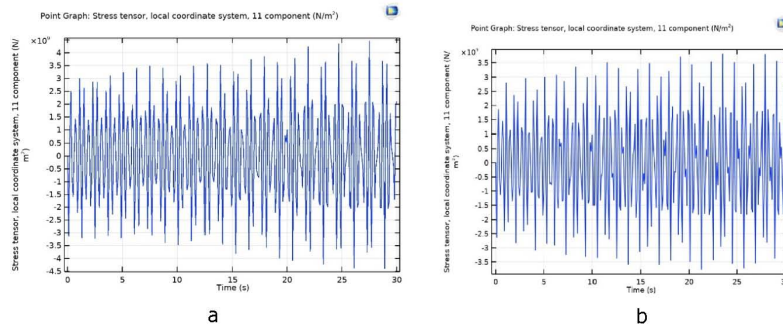 Point Graph: Stress tensor, local coordinate system, 11 component (N/m²)
Stress tensor, local coordinate system, 11 component (N/
m²)
4
3.5
3
2.5
2
1.5
1
0.5
0
-0.5
-1
-1.5
-2
-2.5
-3
-3.5
-4
-4.5
0 5 10 15 20 25 30
Time (s)
a
Point Graph: Stress tensor, local coordinate system, 11 component (N/m²)
Stress tensor, local coordinate system, 11 component (N/
m²)
3.5
3
2.5
2
1.5
1
0.5
0
-0.5
-1
-1.5
-2
-2.5
-3
-3.5
0 5 10 15 20 25
Time (s)
b